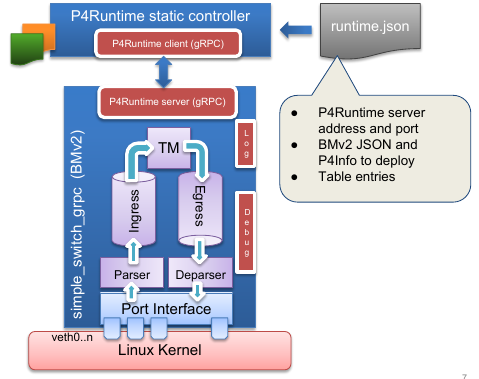 P4Runtime static controller
P4Runtime client (gRPC)
runtime.json
P4Runtime server (gRPC)
● P4Runtime server
address and port
● BMv2 JSON and
P4Info to deploy
● Table entries
simple_switch_grpc (BMv2)
TM
Log
Ingress
Egress
Debug
Parser
Deparser
Port Interface
veth0..n
Linux Kernel
7